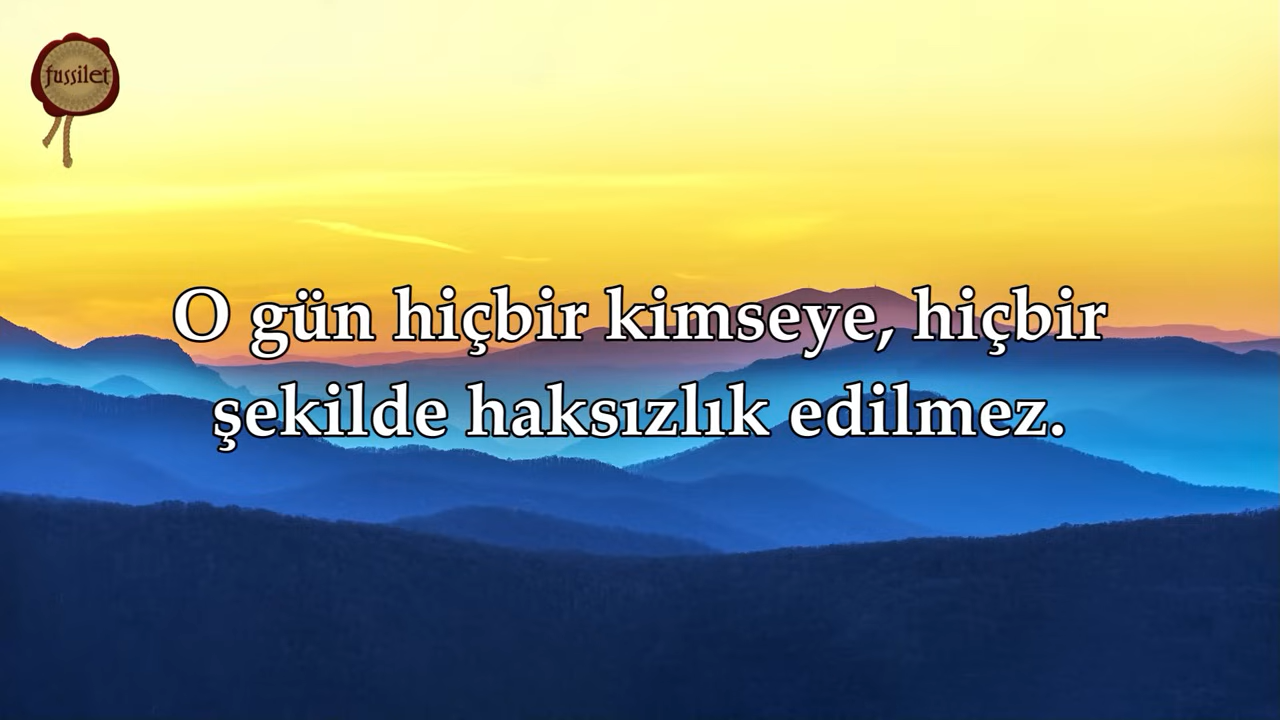 fussilet
O gün hiçbir kimseye, hiçbir
şekilde haksızlık edilmez.